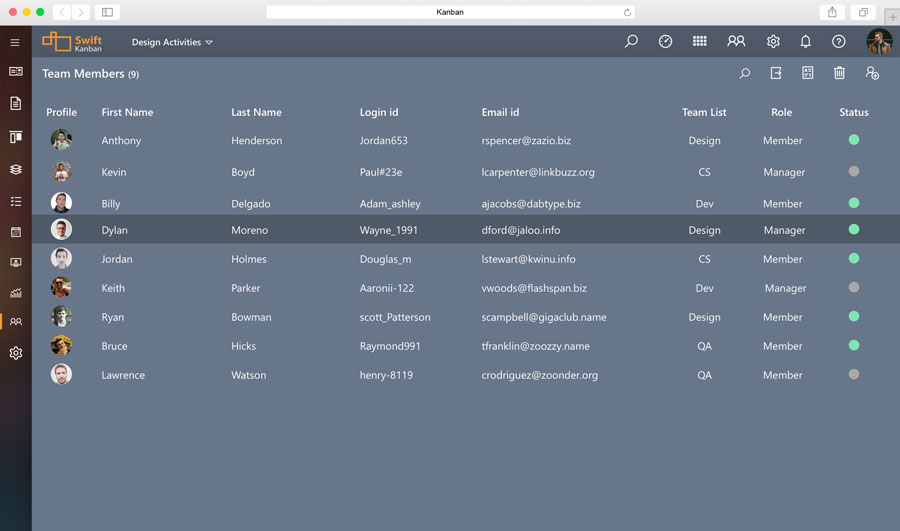 Kanban
Swift
Kanban
Design Activities
Team Members (9)
Profile First Name Last Name Login id Email id Team List Role Status
Anthony Henderson Jordan653 rspencer@zazio.biz Design Member
Kevin Boyd Paul#23e lcarpenter@linkbuzz.org CS Manager
Billy Delgado Adam_ashley ajacobs@dabtype.biz Dev Member
Dylan Moreno Wayne_1991 dford@jaloo.info Design Manager
Jordan Holmes Douglas_m lstewart@kwinu.info CS Member
Keith Parker Aaronii-122 vwoods@flashspan.biz Dev Manager
Ryan Bowman scott_Patterson scampbell@gigaclub.name Design Member
Bruce Hicks Raymond991 tfranklin@zoozzy.name QA Member
Lawrence Watson henry-8119 crodriguez@zoonder.org QA Member